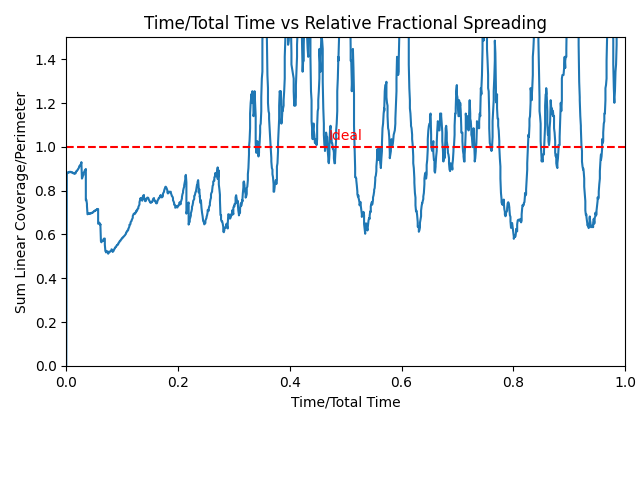 Time/Total Time vs Relative Fractional Spreading
1.4
1.2
1.0
0.8
0.6
0.4
0.2
0.0
Sum Linear Coverage/Perimeter
Ideal
0.0 0.2 0.4 0.6 0.8 1.0
Time/Total Time